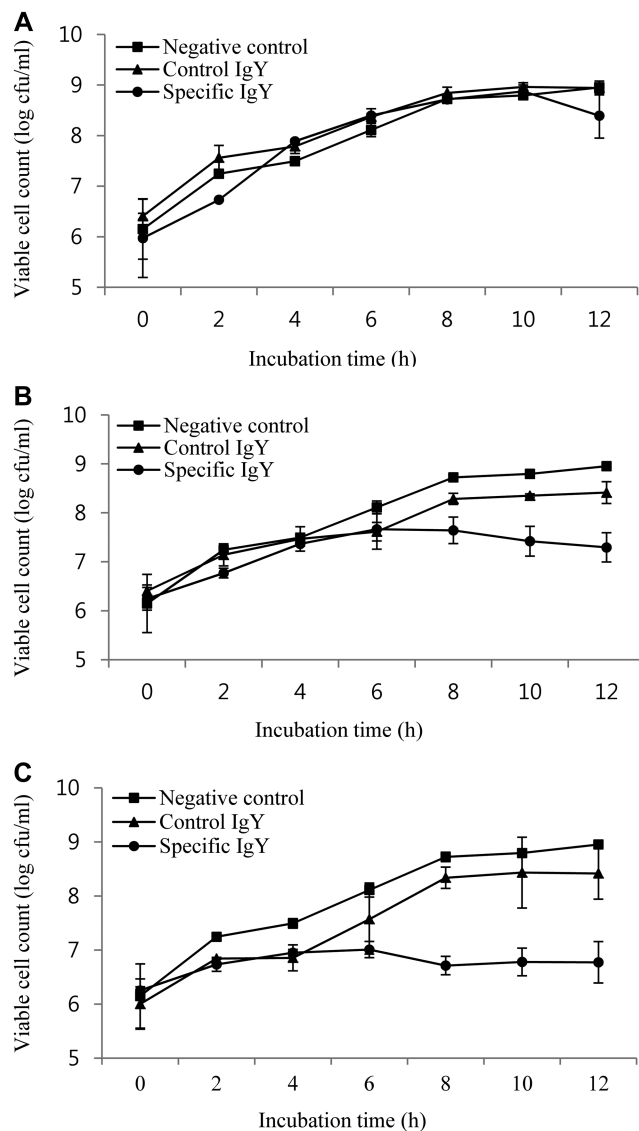 A
Viable cell count (log cfu/ml)
10
9
8
7
6
5
Negative control
Control IgY
Specific IgY
0 2 4 6 8 10 12
Incubation time (h)
B
Viable cell count (log cfu/ml)
10
9
8
7
6
5
Negative control
Control IgY
Specific IgY
0 2 4 6 8 10 12
Incubation time (h)
C
Viable cell count (log cfu/ml)
10
9
8
7
6
5
Negative control
Control IgY
Specific IgY
0 2 4 6 8 10 12
Incubation time (h)